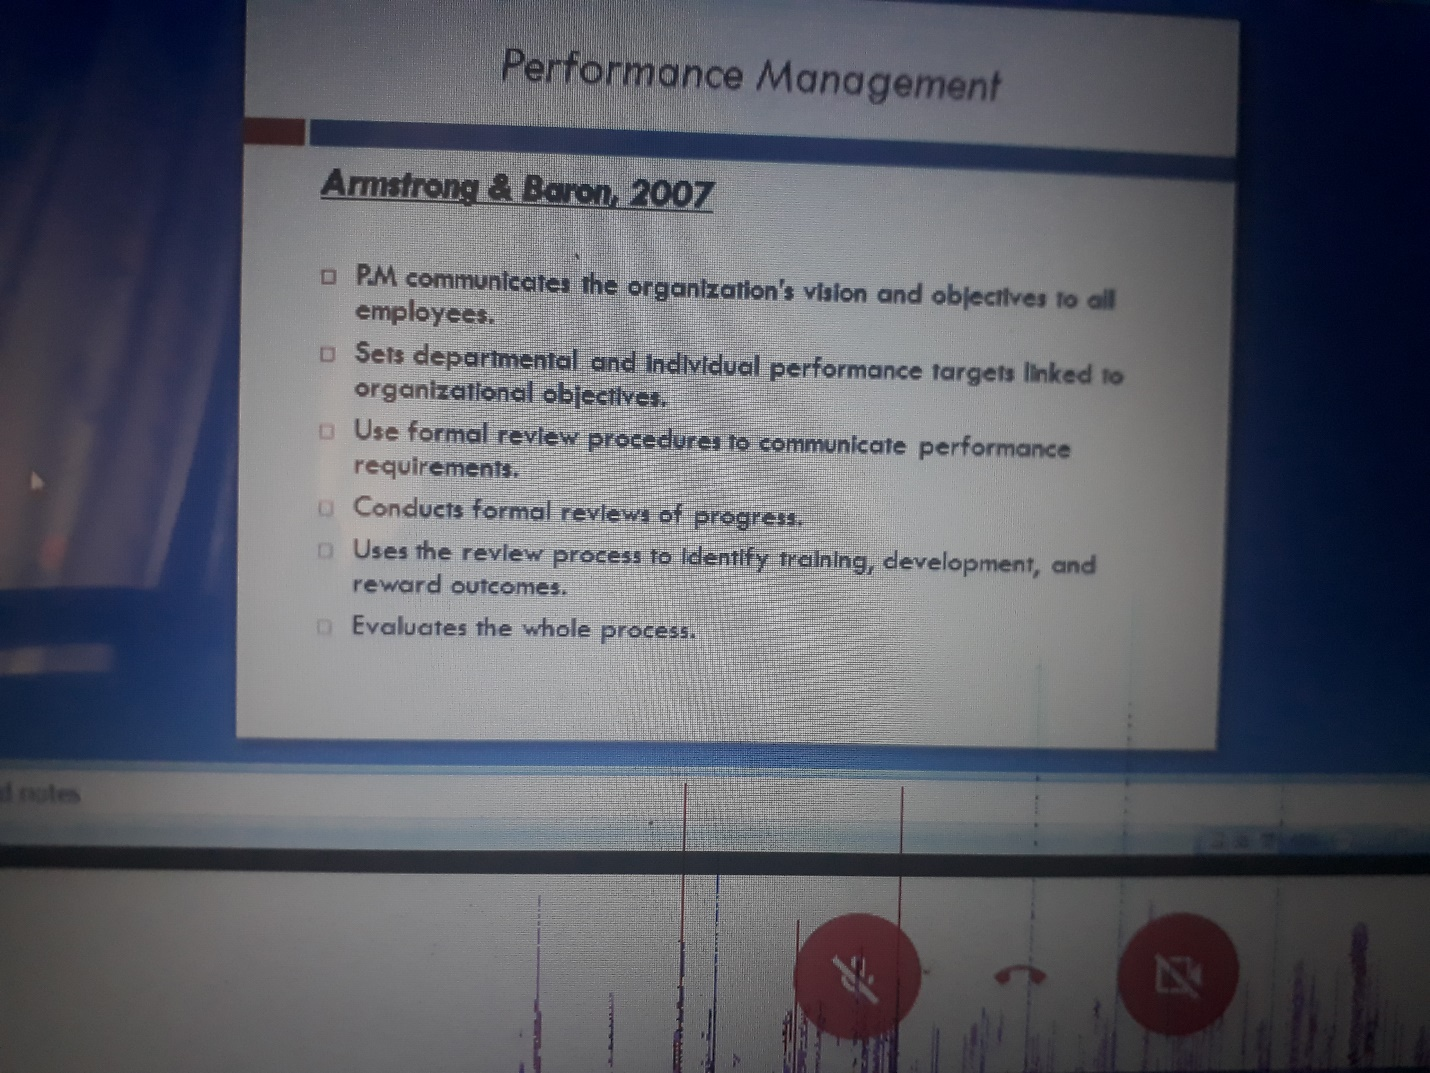 Performance Management
Armstrong & Baron, 2007
P.M communicates the organization's vision and objectives to all
employees.
Sets departmental and individual performance targets linked to
organizational objectives.
Use formal review procedures to communicate performance
requirements.
Conducts formal reviews of progress.
Uses the review process to identify training, development, and
reward outcomes.
Evaluates the whole process.
notes